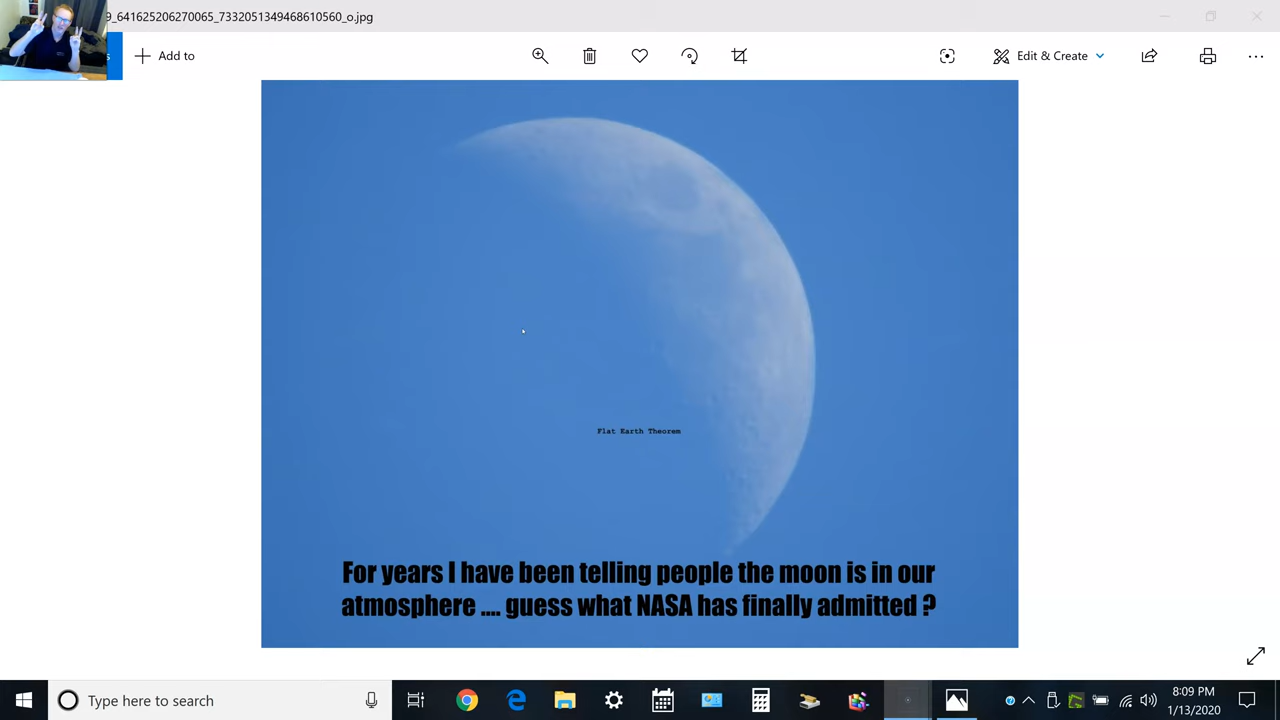 9_641625206270065_7332051349468610560_o.jpg
s
Add to
Edit & Create
Flat Earth Theorem
For years I have been telling people the moon is in our
atmosphere .... guess what NASA has finally admitted ?
Type here to search
8:09 PM
1/13/2020